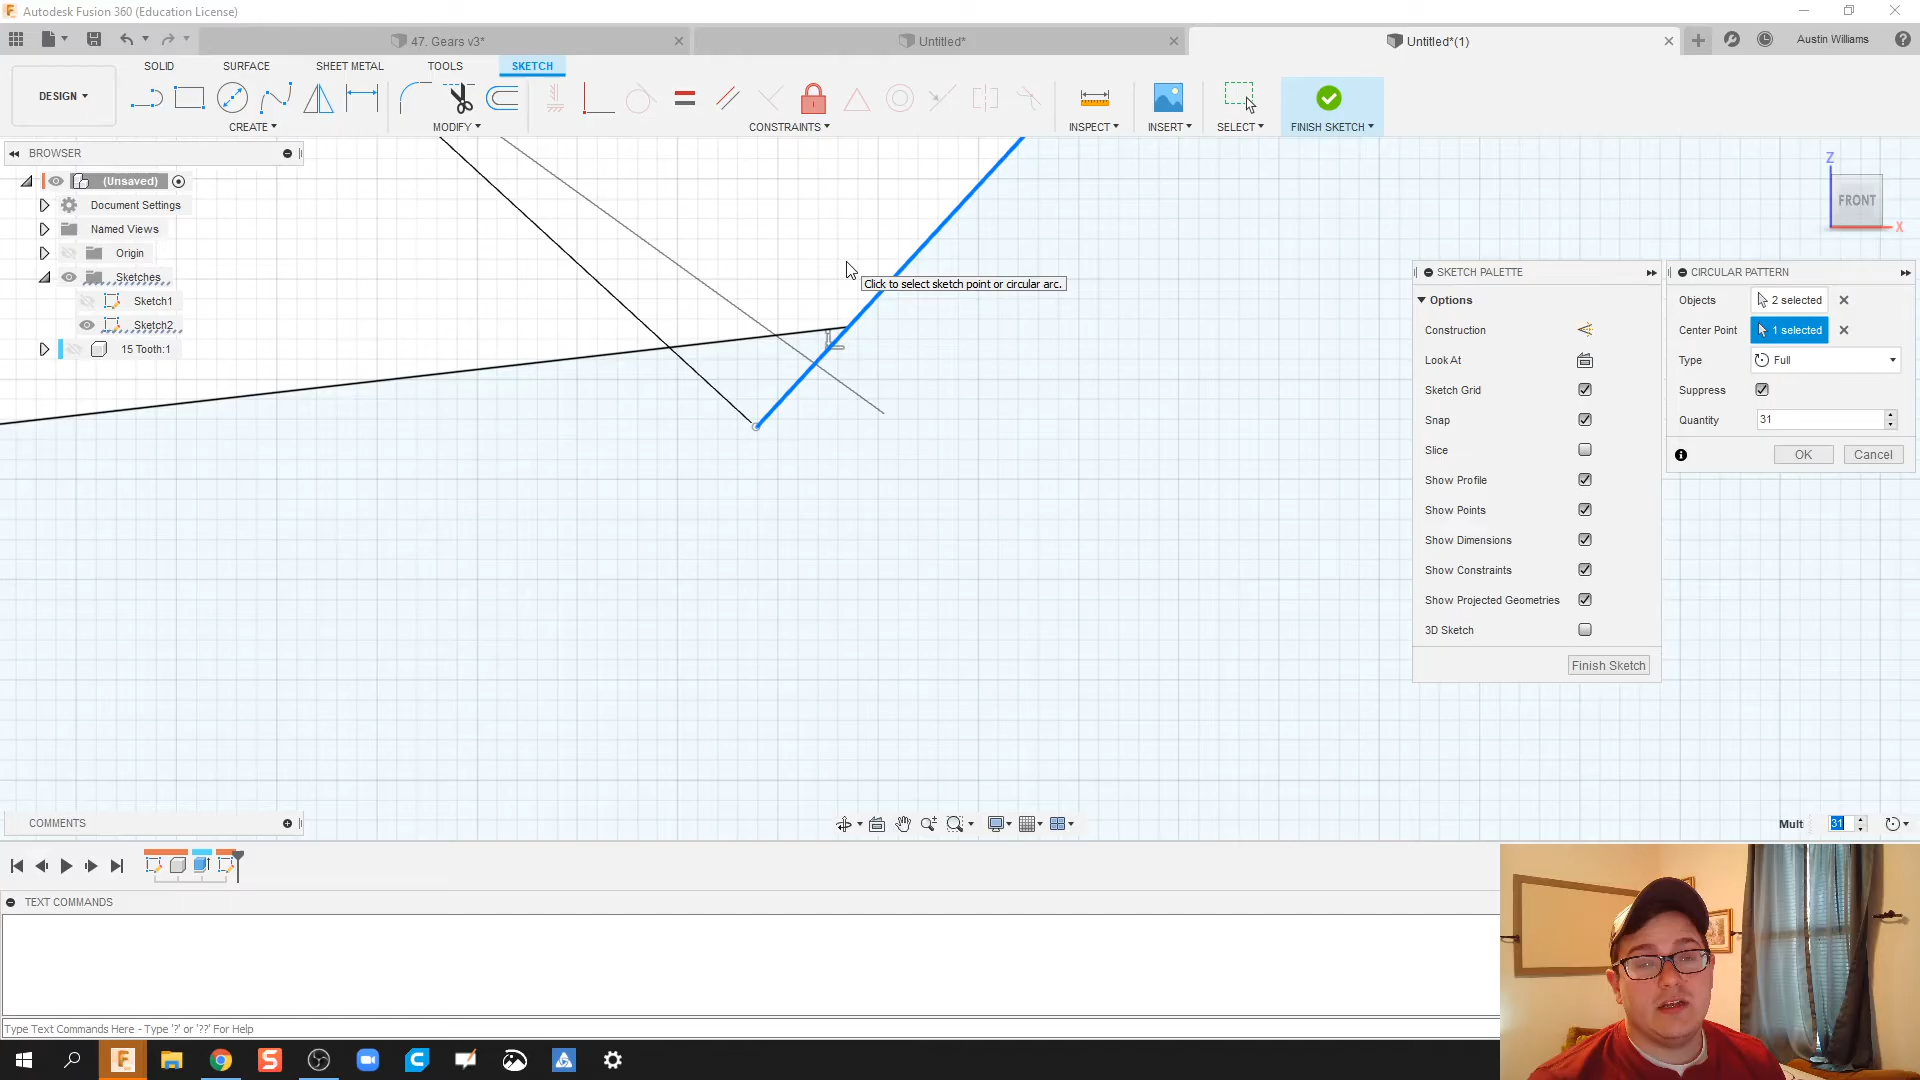 Autodesk Fusion 360 (Education License)
47. Gears v3*
Untitled*
Untitled*(1)
Austin Williams
DESIGN
SOLID
SURFACE
SHEET METAL
TOOLS
SKETCH
CREATE
MODIFY
CONSTRAINTS
INSPECT
INSERT
SELECT
FINISH SKETCH
BROWSER
(Unsaved)
Document Settings
Named Views
Origin
Sketches
Sketch1
Sketch2
15 Tooth:1
Click to select sketch point or circular arc.
Z
FRONT
X
SKETCH PALETTE
Options
Construction
Look At
Sketch Grid
Snap
Slice
Show Profile
Show Points
Show Dimensions
Show Constraints
Show Projected Geometries
3D Sketch
Finish Sketch
CIRCULAR PATTERN
Objects 2 selected
Center Point 1 selected
Type Full
Suppress
Quantity 31
OK Cancel
COMMENTS
Mult 31
TEXT COMMANDS
Type Text Commands Here - Type '?' or '??' For Help